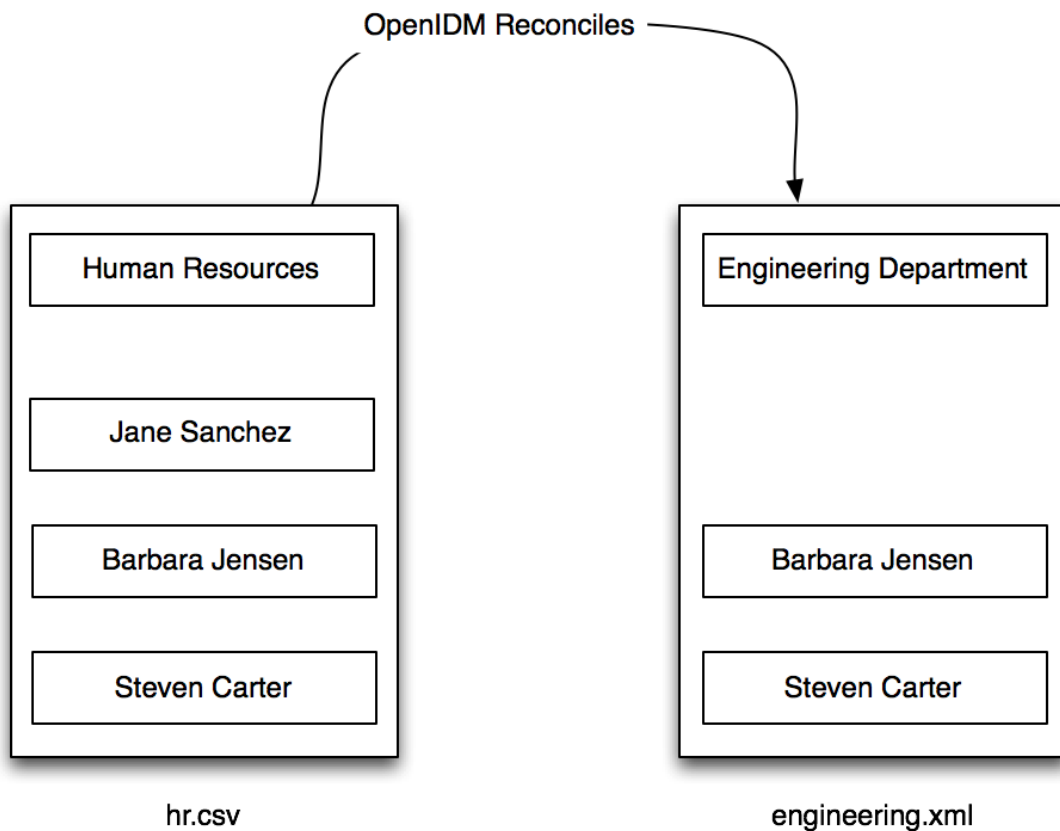 OpenIDM Reconciles
Human Resources
Jane Sanchez
Barbara Jensen
Steven Carter
hr.csv
Engineering Department
Barbara Jensen
Steven Carter
engineering.xml